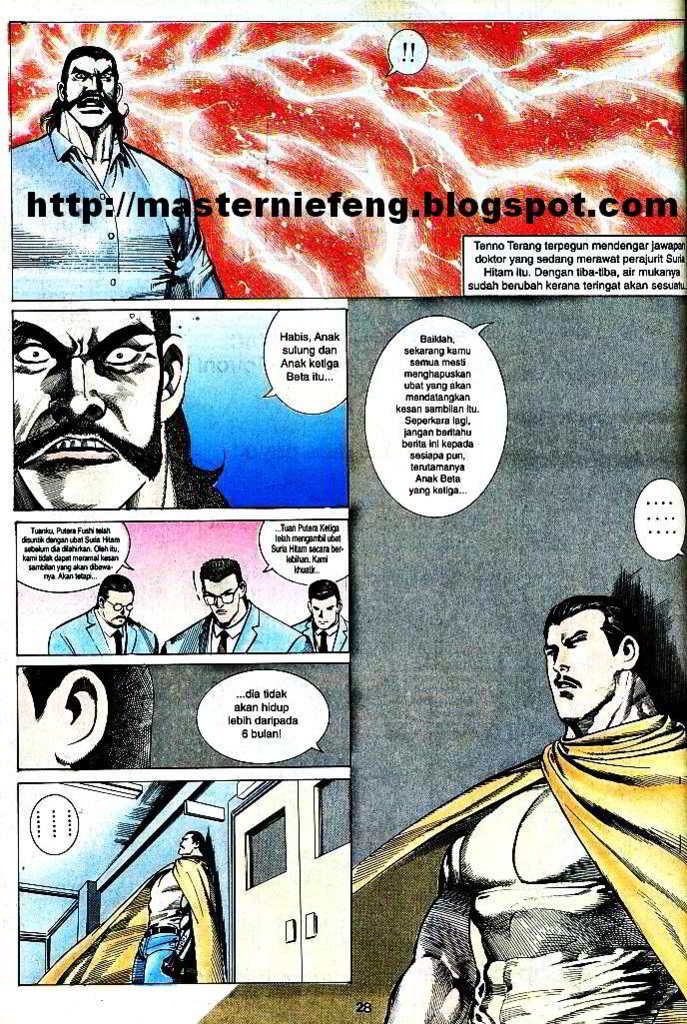 !!
http://masterniefeng.blogspot.com
Tenno Terang terpegun mendengar jawapan
doktor yang sedang merawat perajurit Suria
Hitam itu. Dengan tiba-tiba, air mukanya
sudah berubah kerana teringat akan sesuatu.
Habis, Anak
sulung dan
Anak ketiga
Beta itu...
Baiklah,
sekarang kamu
semua mesti
menghapuskan
ubat yang akan
mendatangkan
kesan sambilan itu.
Seperkara lagi,
jangan beritahu
berita ini kepada
sesiapa pun,
terutamanya
Anak Beta
yang ketiga...
Tuanku, Putera Fushi telah
disuntik dengan ubat Suria Hitam
sebelum dia dilahirkan. Oleh itu,
kami tidak dapat meramal kesan
sambilan yang akan dibawa-
nya. Akan tetapi...
...Tuan Putera Ketiga
telah mengambil ubat
Suria Hitam secara ber-
lebihan. Kami
khuatir...
....
....
....
...dia tidak
akan hidup
lebih daripada
6 bulan!
28